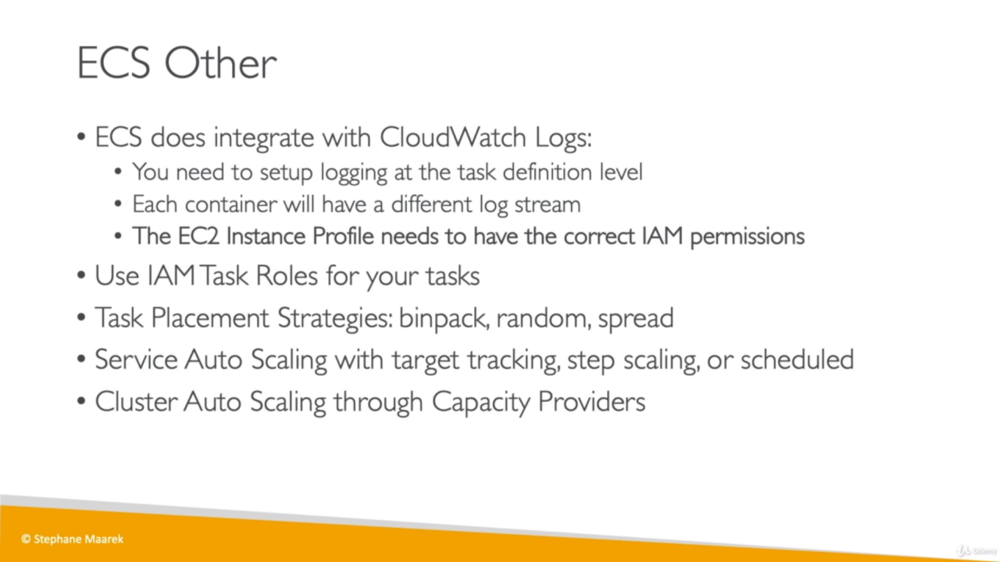 ECS Other
• ECS does integrate with CloudWatch Logs:
• You need to setup logging at the task definition level
• Each container will have a different log stream
• The EC2 Instance Profile needs to have the correct IAM permissions
• Use IAM Task Roles for your tasks
• Task Placement Strategies: binpack, random, spread
• Service Auto Scaling with target tracking, step scaling, or scheduled
• Cluster Auto Scaling through Capacity Providers
© Stephane Maarek
Udemy